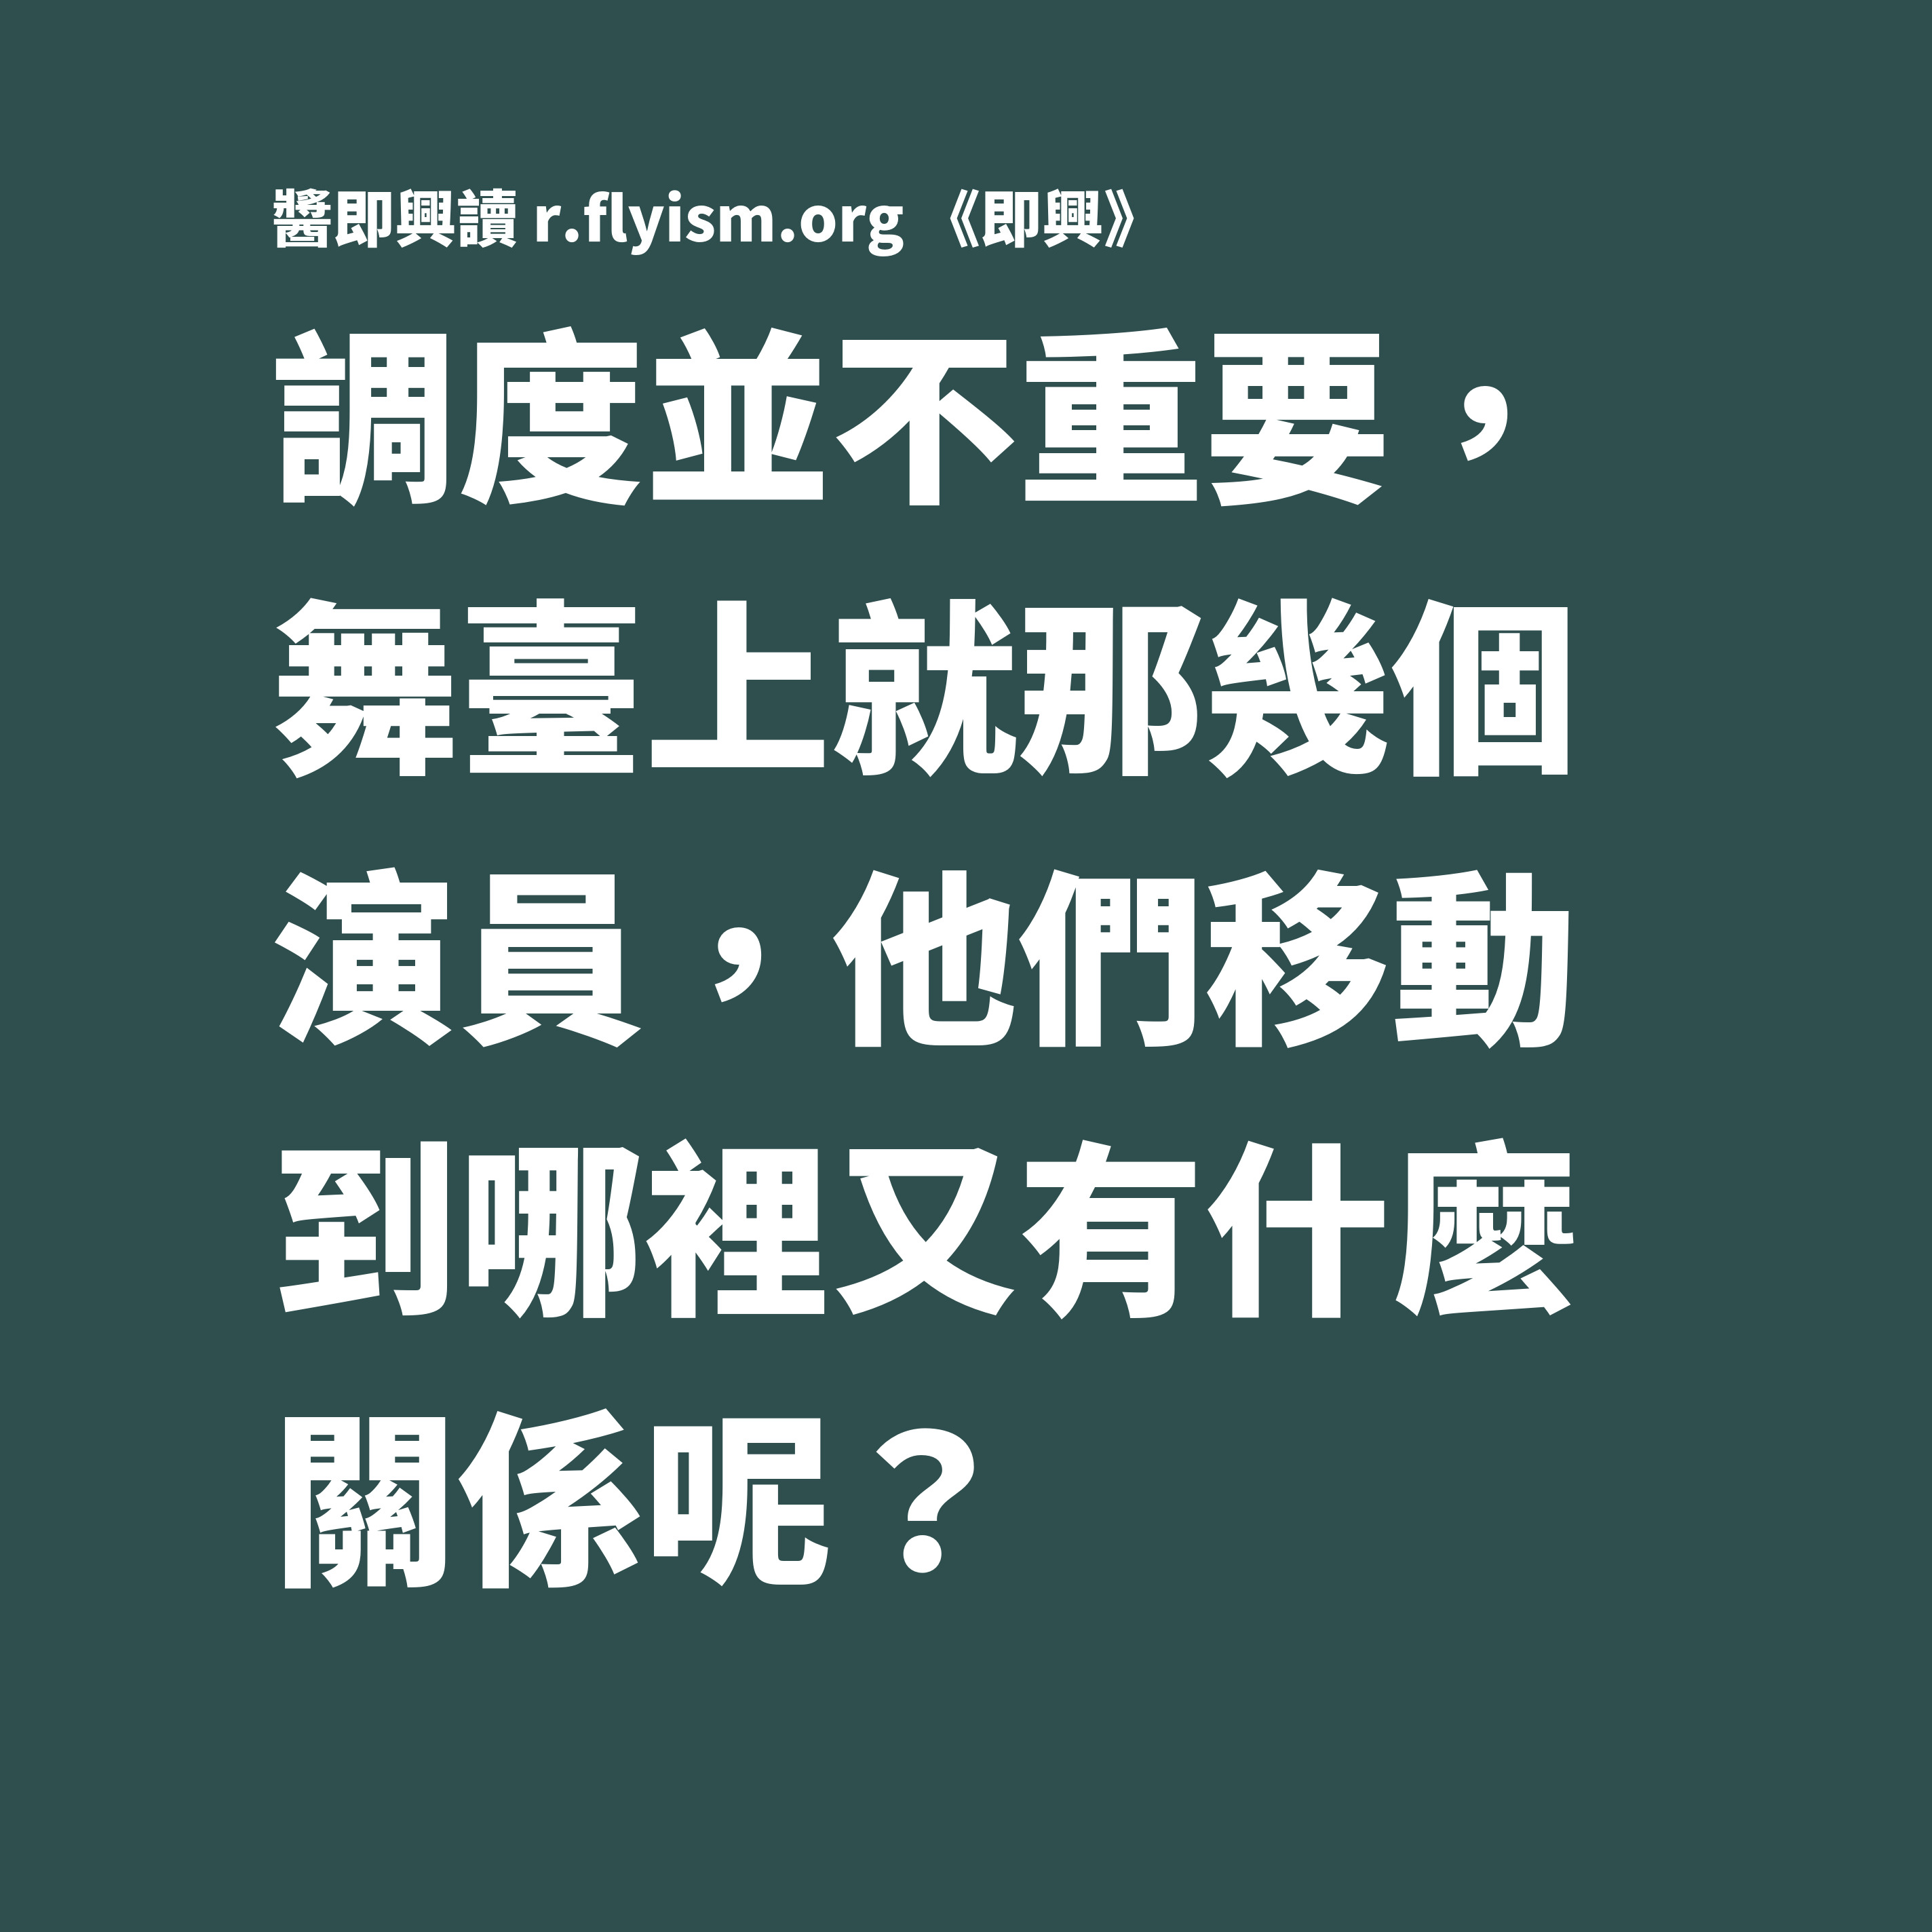 藝即興讀 r.flyism.org 《即興》
調度並不重要，
舞臺上就那幾個
演員，他們移動
到哪裡又有什麼
關係呢？